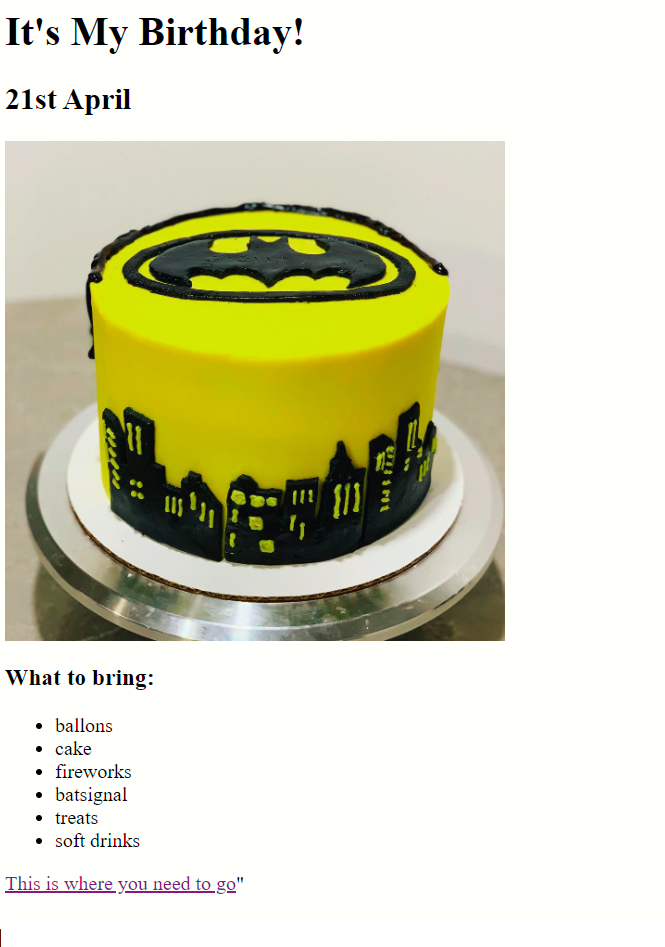 It's My Birthday!
21st April
What to bring:
ballons
cake
fireworks
batsignal
treats
soft drinks
This is where you need to go"